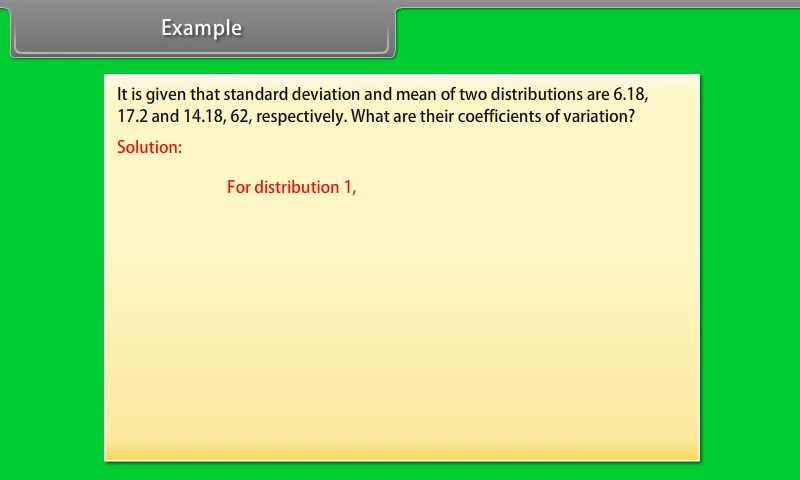 Example
It is given that standard deviation and mean of two distributions are 6.18,
17.2 and 14.18, 62, respectively. What are their coefficients of variation?
Solution:
For distribution 1,